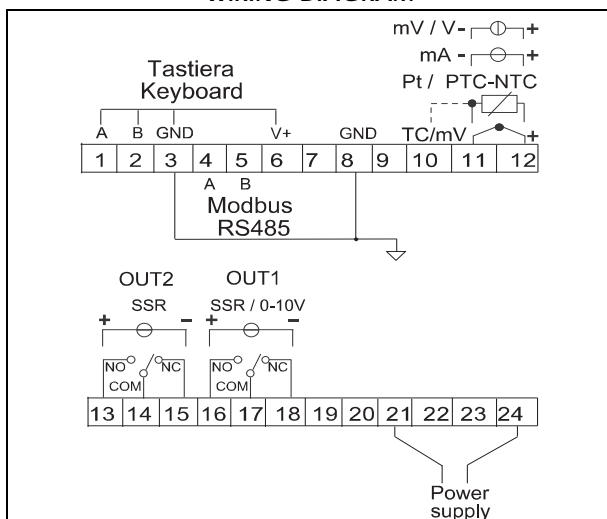 WIRING DIAGRAM
mV / V - +
mA - +
Pt / PTC-NTC
Tastiera
Keyboard
A B GND V+ GND TC/mV +
1 2 3 4 5 6 7 8 9 10 11 12
A B
Modbus
RS485
OUT2 OUT1
SSR SSR / 0-10V
+ - + -
NO NC NO NC
COM COM
13 14 15 16 17 18 19 20 21 22 23 24
Power
supply